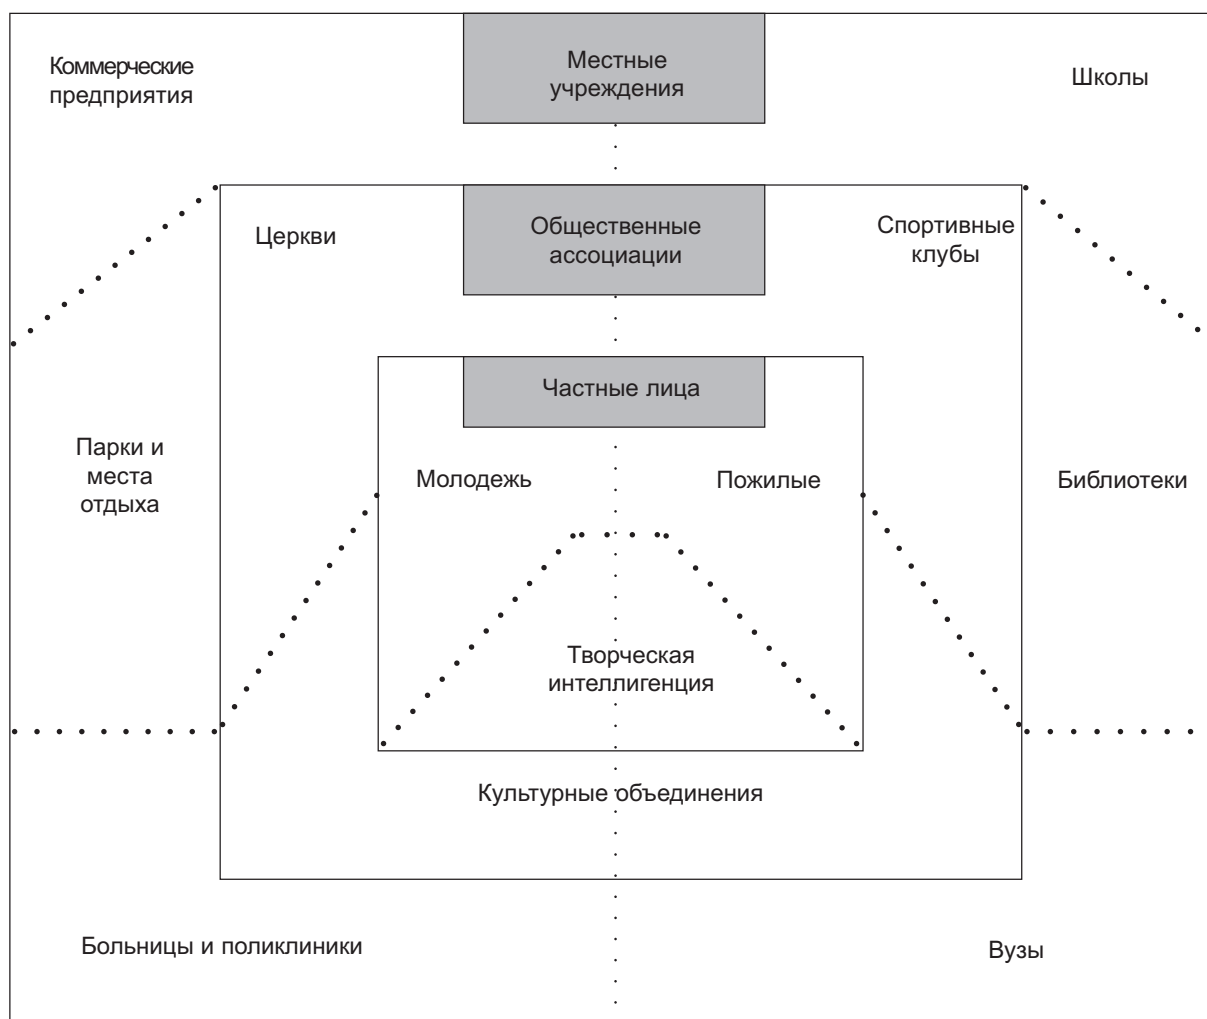 Коммерческие
предприятия
Местные
учреждения
Школы
Церкви
Общественные
ассоциации
Спортивные
клубы
Частные лица
Парки и
места
отдыха
Молодежь
Пожилые
Библиотеки
Творческая
интеллигенция
Культурные объединения
Больницы и поликлиники
Вузы